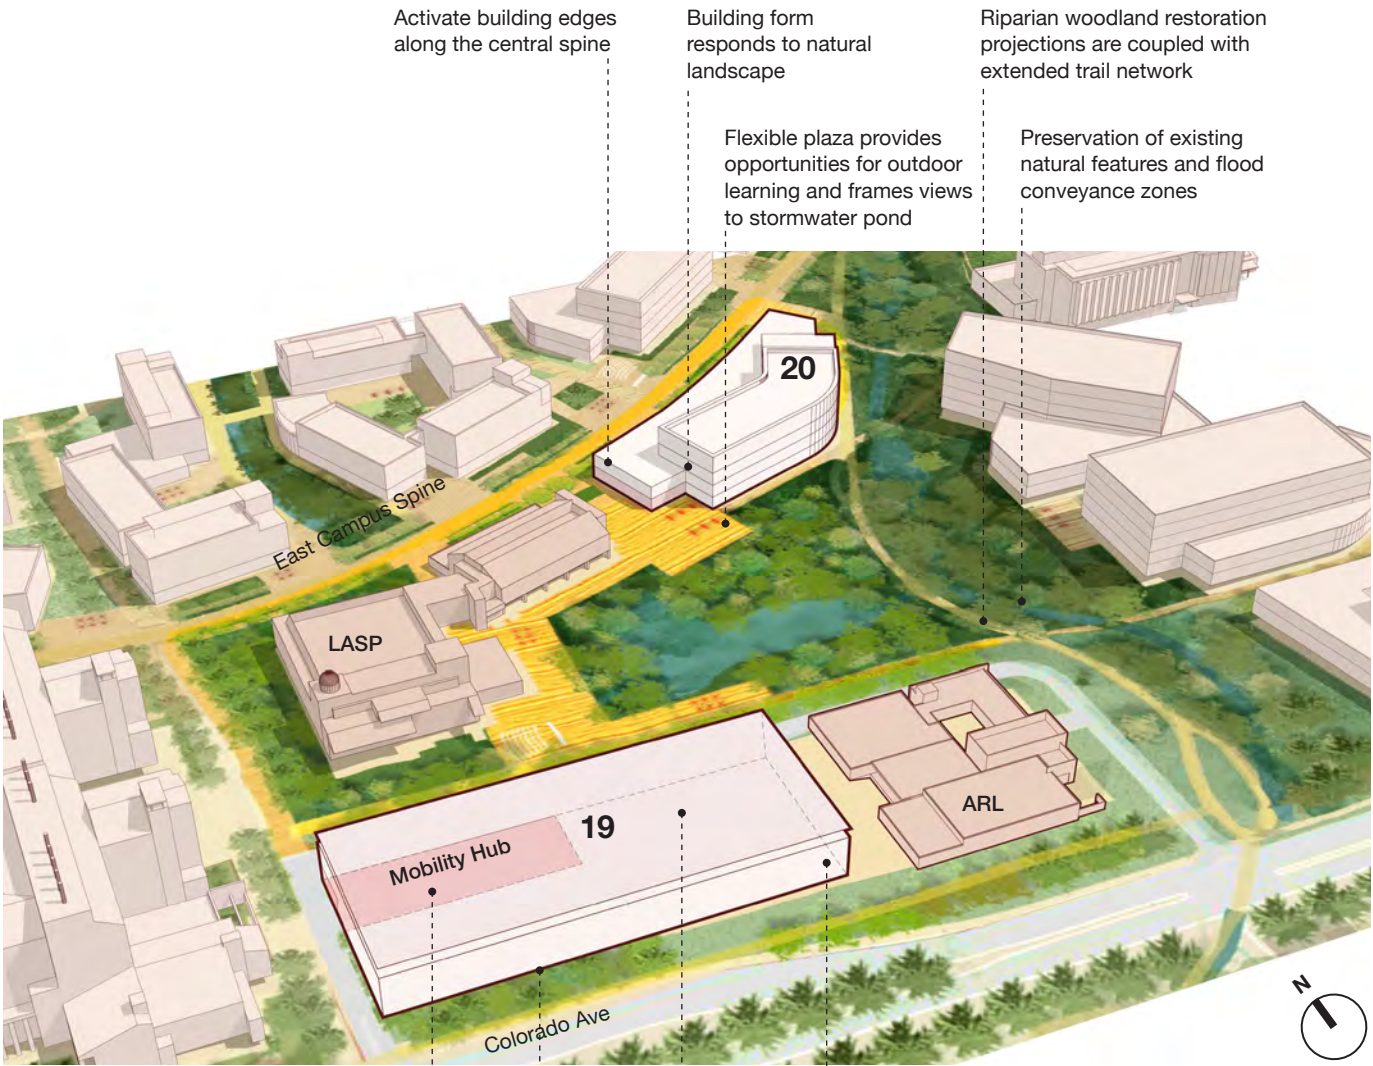 Activate building edges
along the central spine
Building form
responds to natural
landscape
Riparian woodland restoration
projections are coupled with
extended trail network
Flexible plaza provides
opportunities for outdoor
learning and frames views
to stormwater pond
Preservation of existing
natural features and flood
conveyance zones
20
East Campus Spine
LASP
ARL
19
Mobility Hub
Colorado Ave
N